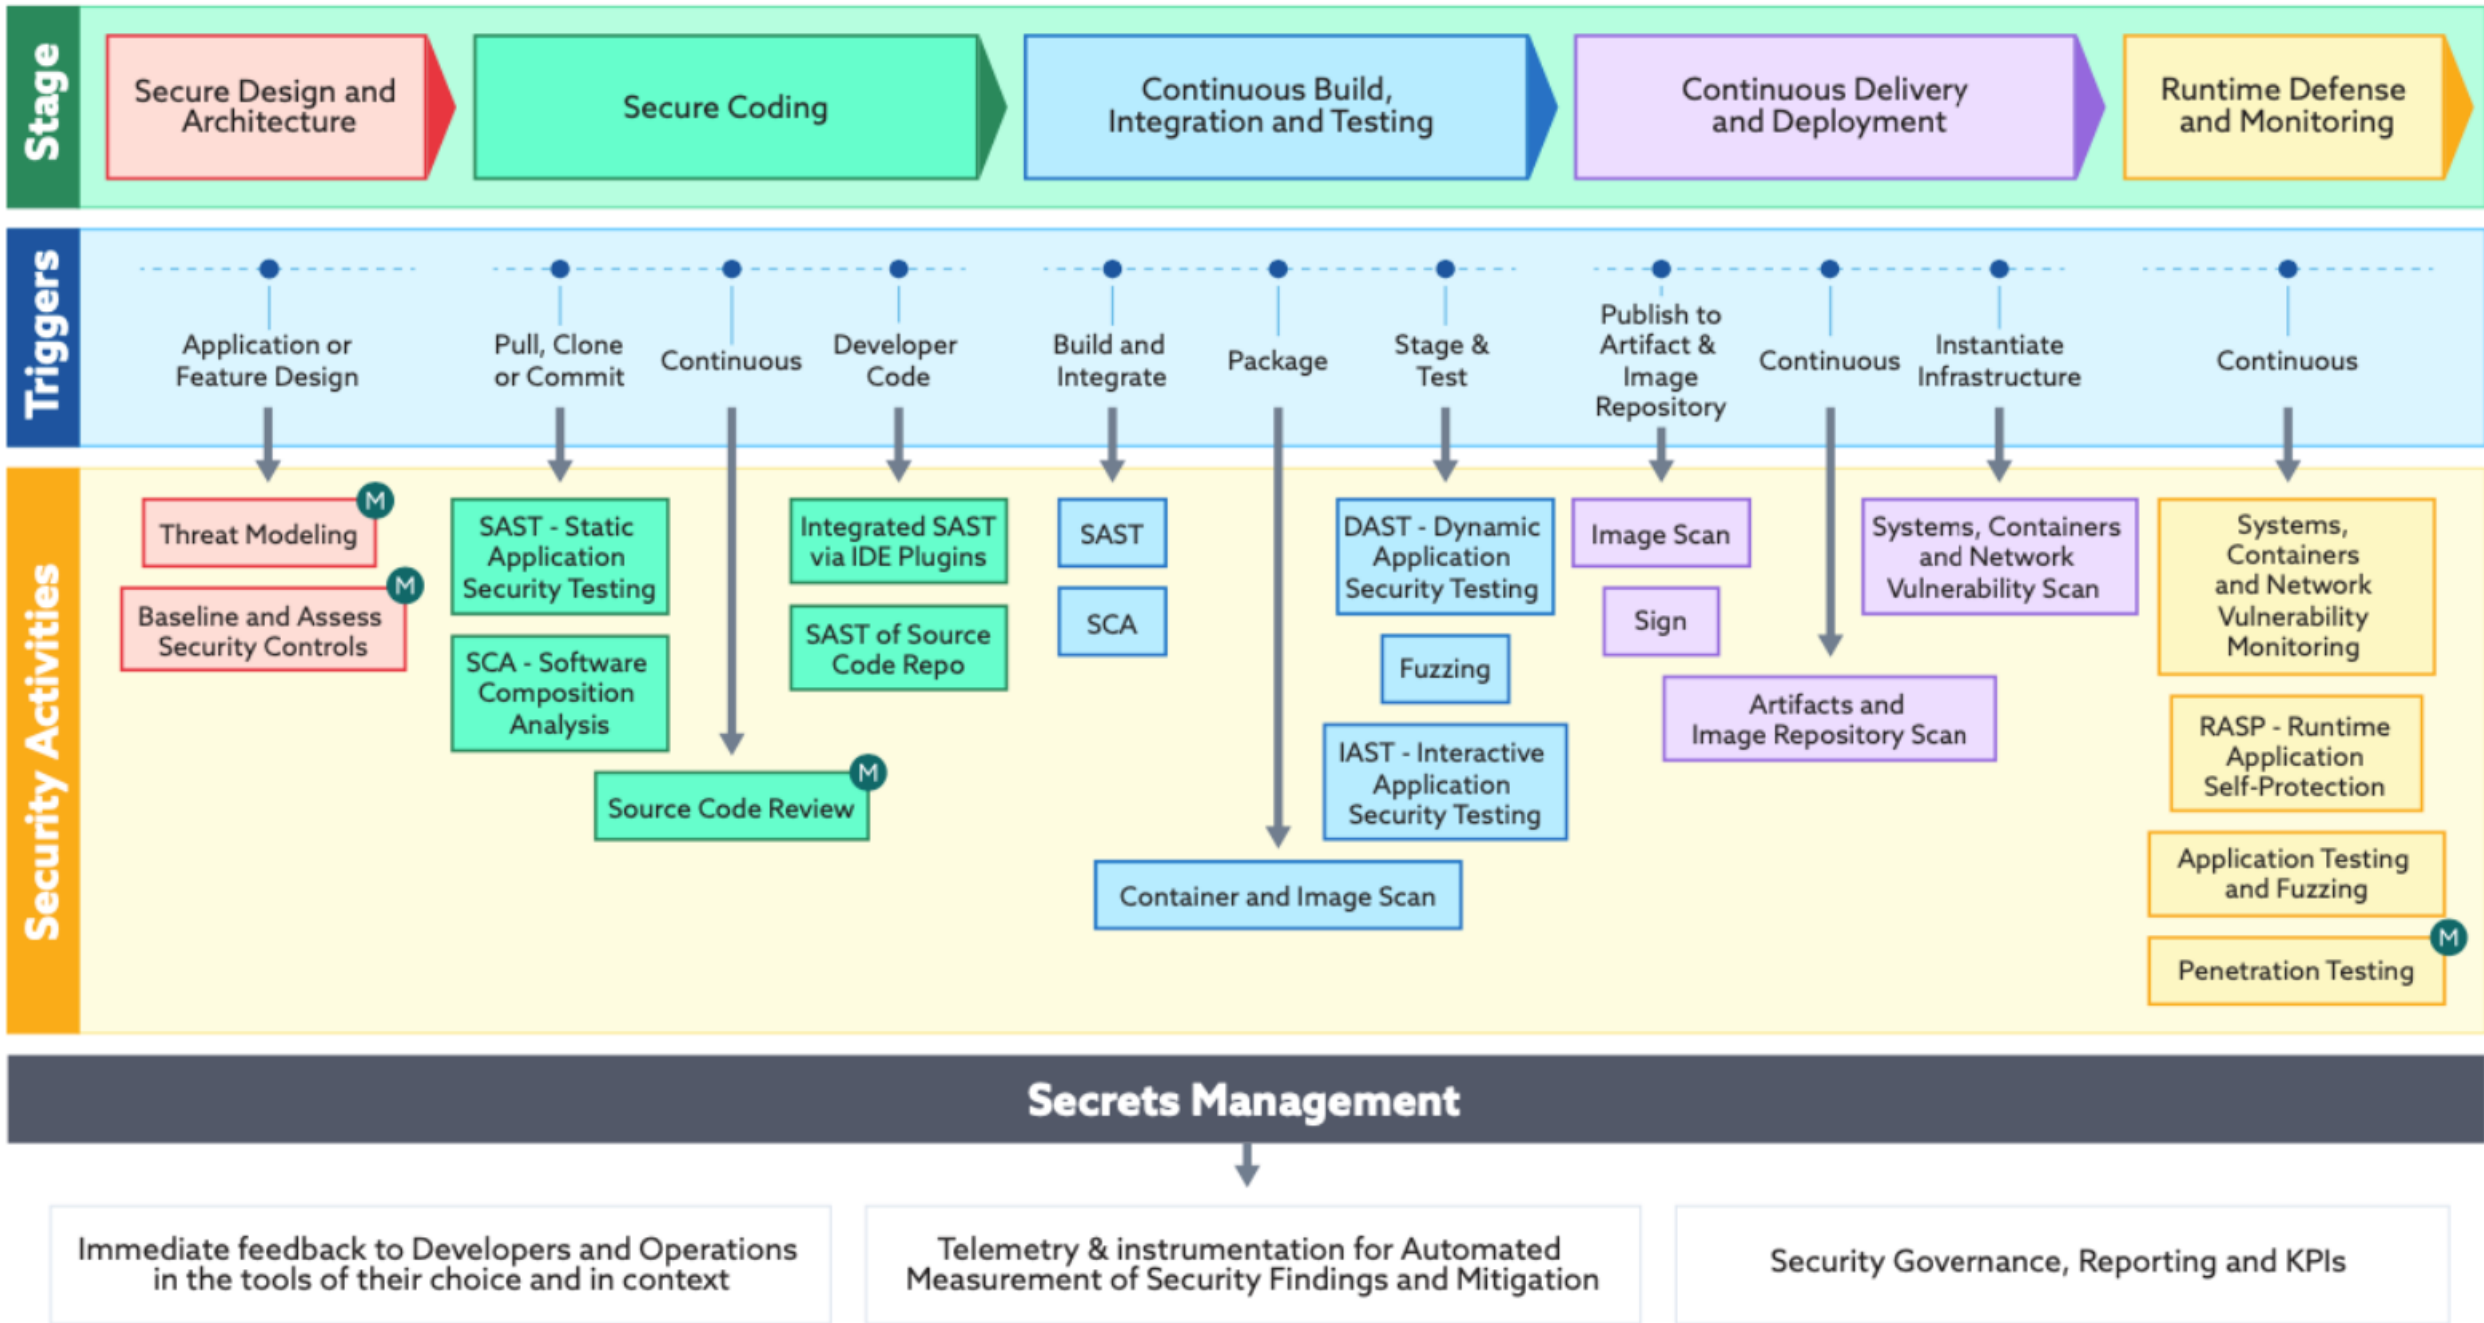 Stage
Secure Design and
Architecture
Secure Coding
Continuous Build,
Integration and Testing
Continuous Delivery
and Deployment
Runtime Defense
and Monitoring
Triggers
Application or
Feature Design
Pull, Clone
or Commit
Continuous
Developer
Code
Build and
Integrate
Package
Stage &
Test
Publish to
Artifact &
Image
Repository
Continuous
Instantiate
Infrastructure
Continuous
Security Activities
M
Threat Modeling
M
Baseline and Assess
Security Controls
SAST - Static
Application
Security Testing
SCA - Software
Composition
Analysis
M
Source Code Review
Integrated SAST
via IDE Plugins
SAST of Source
Code Repo
SAST
SCA
Container and Image Scan
DAST - Dynamic
Application
Security Testing
Fuzzing
IAST - Interactive
Application
Security Testing
Image Scan
Sign
Artifacts and
Image Repository Scan
Systems, Containers
and Network
Vulnerability Scan
Systems,
Containers
and Network
Vulnerability
Monitoring
RASP - Runtime
Application
Self-Protection
Application Testing
and Fuzzing
M
Penetration Testing
Secrets Management
Immediate feedback to Developers and Operations
in the tools of their choice and in context
Telemetry & instrumentation for Automated
Measurement of Security Findings and Mitigation
Security Governance, Reporting and KPIs